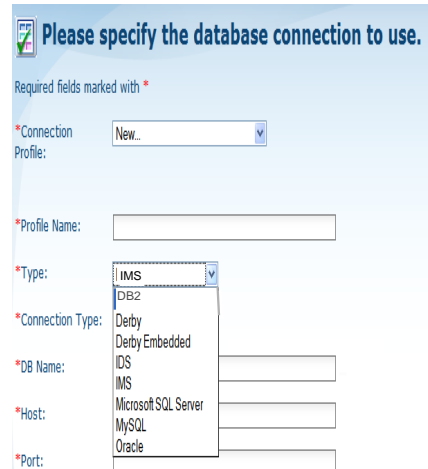 Please specify the database connection to use.
Required fields marked with *
*Connection Profile:
New...
*Profile Name:
*Type:
IMS
DB2
*Connection Type:
Derby
Derby Embedded
*DB Name:
IDS
IMS
Microsoft SQL Server
*Host:
MySQL
Oracle
*Port: